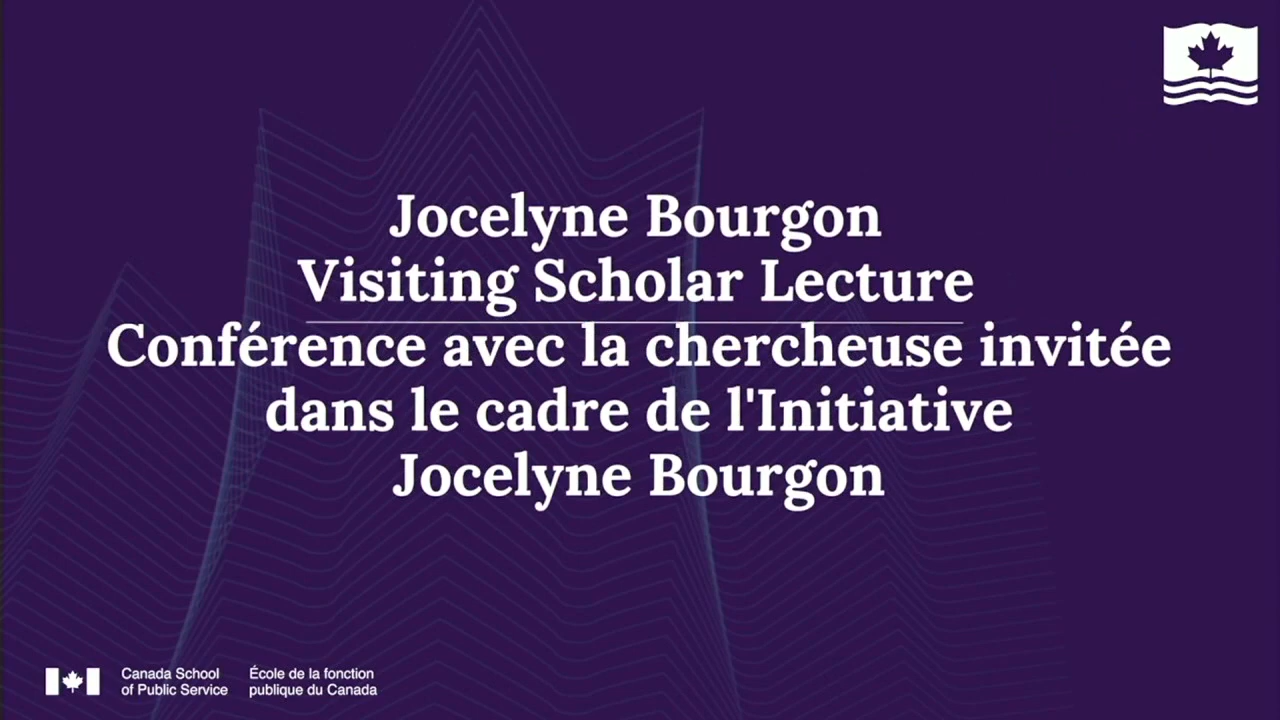 Jocelyne Bourgon
Visiting Scholar Lecture
Conférence avec la chercheuse invitée
dans le cadre de l'Initiative
Jocelyne Bourgon
Canada School
of Public Service
École de la fonction
publique du Canada